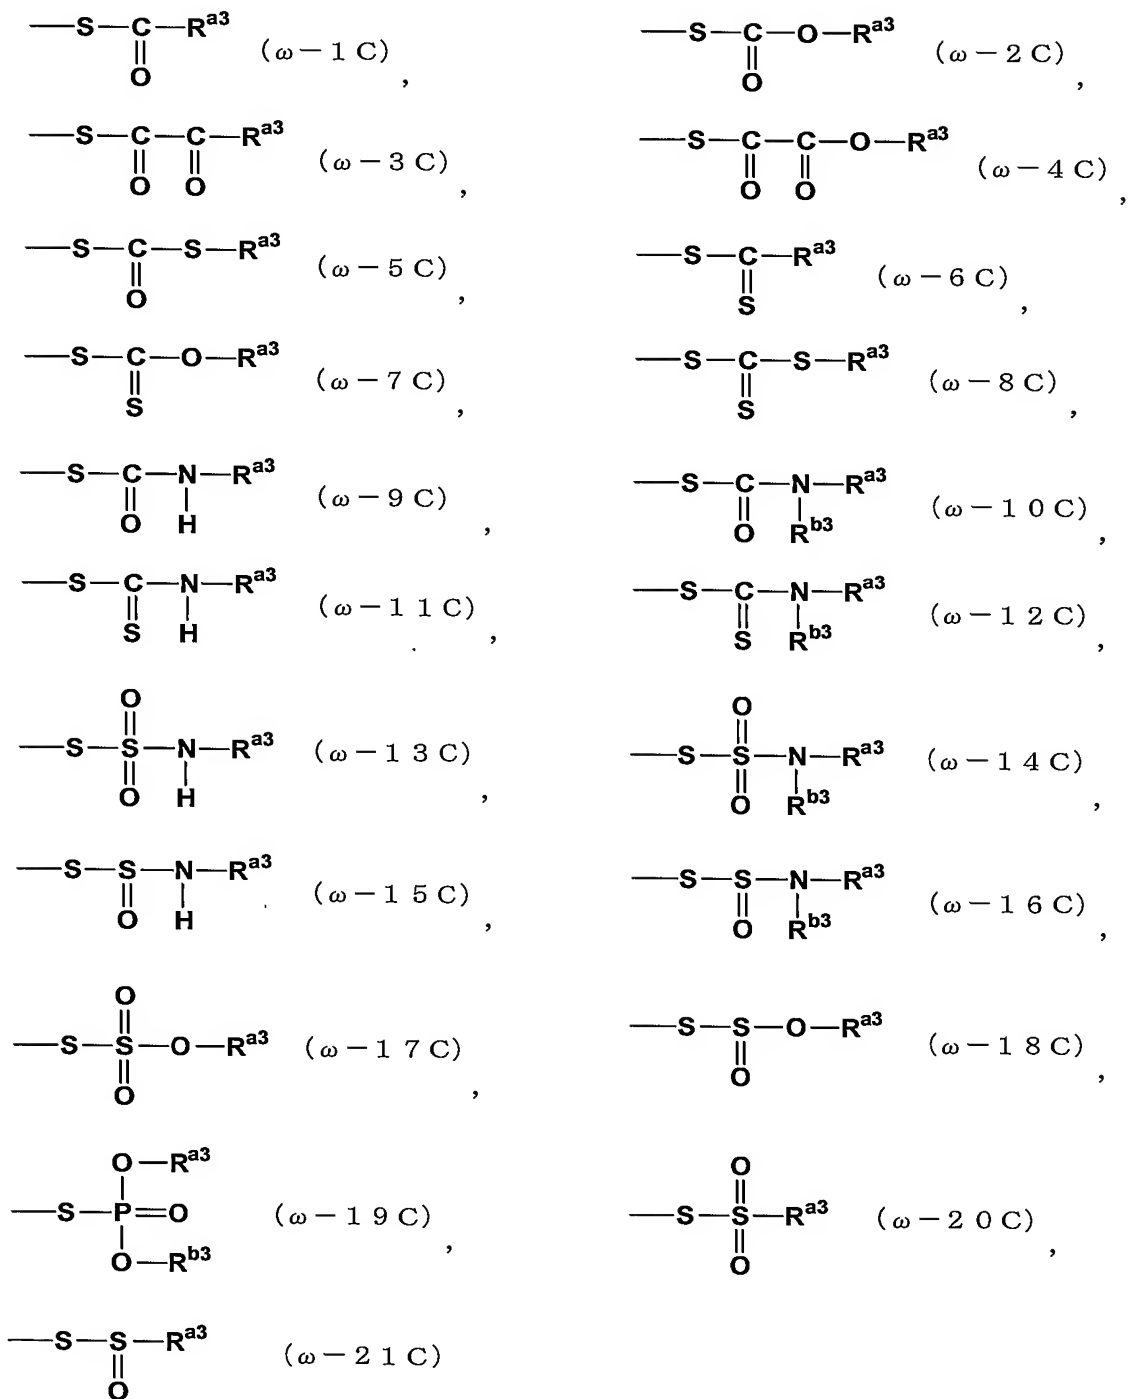 —S—C(=O)—R^a3 (ω-1C),
—S—C(=O)—O—R^a3 (ω-2C),
—S—C(=O)—C(=O)—R^a3 (ω-3C),
—S—C(=O)—C(=O)—O—R^a3 (ω-4C),
—S—C(=O)—S—R^a3 (ω-5C),
—S—C(=S)—R^a3 (ω-6C),
—S—C(=S)—O—R^a3 (ω-7C),
—S—C(=S)—S—R^a3 (ω-8C),
—S—C(=O)—N(H)—R^a3 (ω-9C),
—S—C(=O)—N(R^b3)—R^a3 (ω-10C),
—S—C(=S)—N(H)—R^a3 (ω-11C),
—S—C(=S)—N(R^b3)—R^a3 (ω-12C),
—S—S(=O)(=O)—N(H)—R^a3 (ω-13C),
—S—S(=O)(=O)—N(R^b3)—R^a3 (ω-14C),
—S—S(=O)—N(H)—R^a3 (ω-15C),
—S—S(=O)—N(R^b3)—R^a3 (ω-16C),
—S—S(=O)(=O)—O—R^a3 (ω-17C),
—S—S(=O)—O—R^a3 (ω-18C),
—S—P(=O)(O—R^a3)(O—R^b3) (ω-19C),
—S—S(=O)(=O)—R^a3 (ω-20C),
—S—S(=O)—R^a3 (ω-21C)